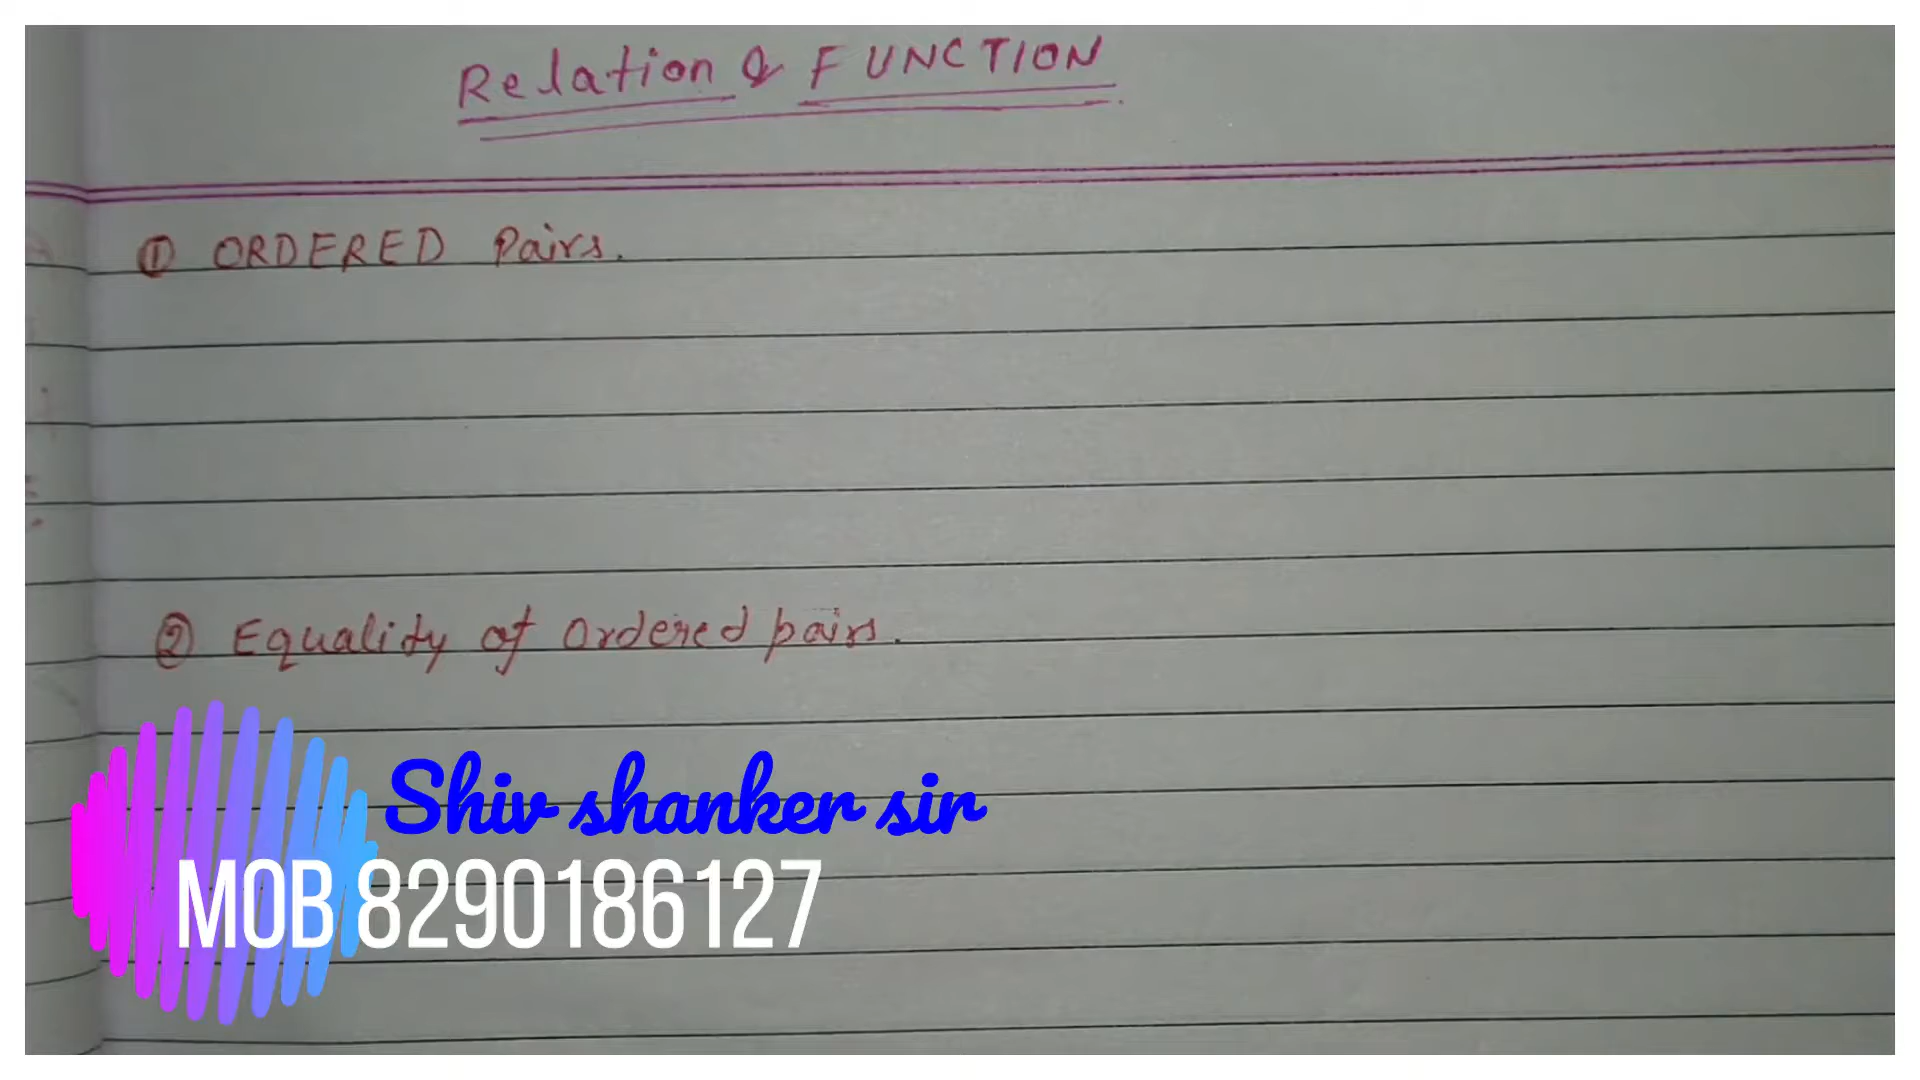 Relation & FUNCTION
① ORDERED Pairs.
② Equality of Ordered pairs.
Shiv shanker sir
MOB 8290186127